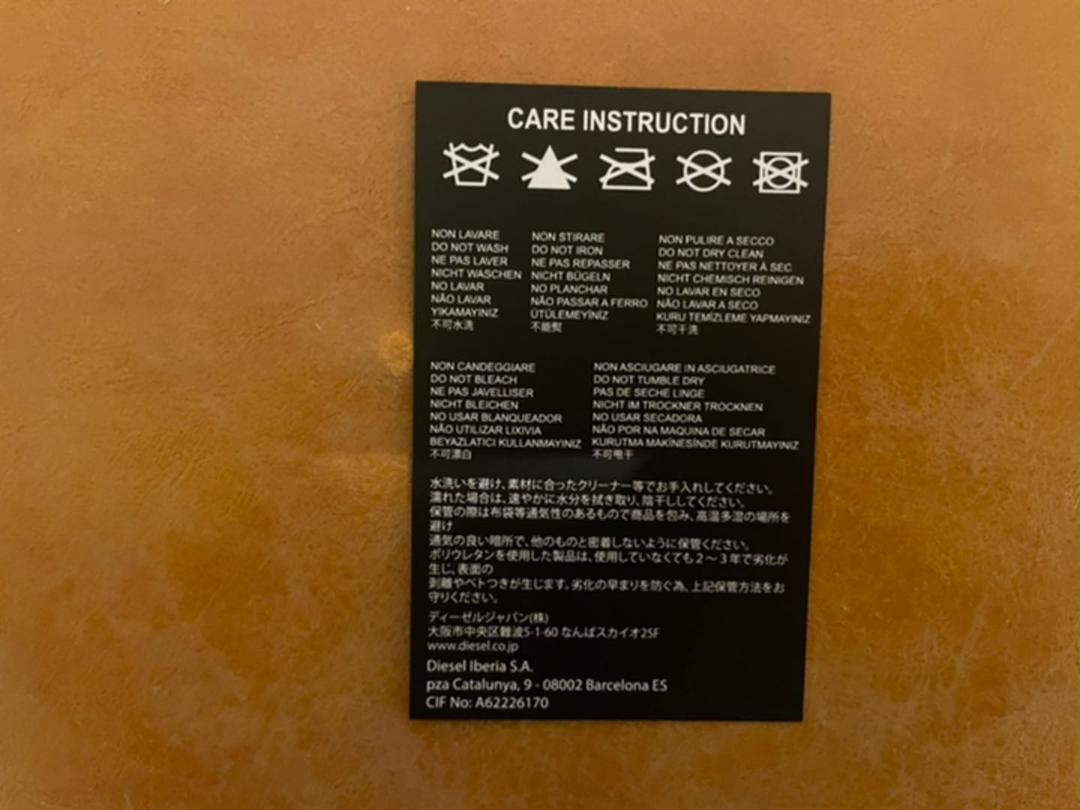 CARE INSTRUCTION
NON LAVARE
DO NOT WASH
NE PAS LAVER
NICHT WASCHEN
NO LAVAR
NÃO LAVAR
YIKAMAYINIZ
不可水洗
NON STIRARE
DO NOT IRON
NE PAS REPASSER
NICHT BÜGELN
NO PLANCHAR
NÃO PASSAR A FERRO
ÜTÜLEMEYİNİZ
不能熨
NON PULIRE A SECCO
DO NOT DRY CLEAN
NE PAS NETTOYER À SEC
NICHT CHEMISCH REINIGEN
NO LAVAR EN SECO
NÃO LAVAR A SECO
KURU TEMİZLEME YAPMAYINIZ
不可干洗
NON CANDEGGIARE
DO NOT BLEACH
NE PAS JAVELLISER
NICHT BLEICHEN
NO USAR BLANQUEADOR
NÃO UTILIZAR LIXIVIA
BEYAZLATICI KULLANMAYINIZ
不可漂白
NON ASCIUGARE IN ASCIUGATRICE
DO NOT TUMBLE DRY
PAS DE SECHE LINGE
NICHT IM TROCKNER TROCKNEN
NO USAR SECADORA
NÃO POR NA MAQUINA DE SECAR
KURUTMA MAKİNESİNDE KURUTMAYINIZ
不可甩干
水洗いを避け、素材に合ったクリーナー等でお手入れしてください。
濡れた場合は、速やかに水分を拭き取り、陰干ししてください。
保管の際は布袋等通気性のあるもので商品を包み、高温多湿の場所を
避け
通気の良い暗所で、他のものと密着しないように保管ください。
ポリウレタンを使用した製品は、使用していなくても2～3年で劣化が
生じ、表面の
剥離やベトつきが生じます。劣化の早まりを防ぐ為、上記保管方法をお
守りください。
ディーゼルジャパン(株)
大阪市中央区難波5-1-60 なんばスカイオ25F
www.diesel.co.jp
Diesel Iberia S.A.
pza Catalunya, 9 - 08002 Barcelona ES
CIF No: A62226170